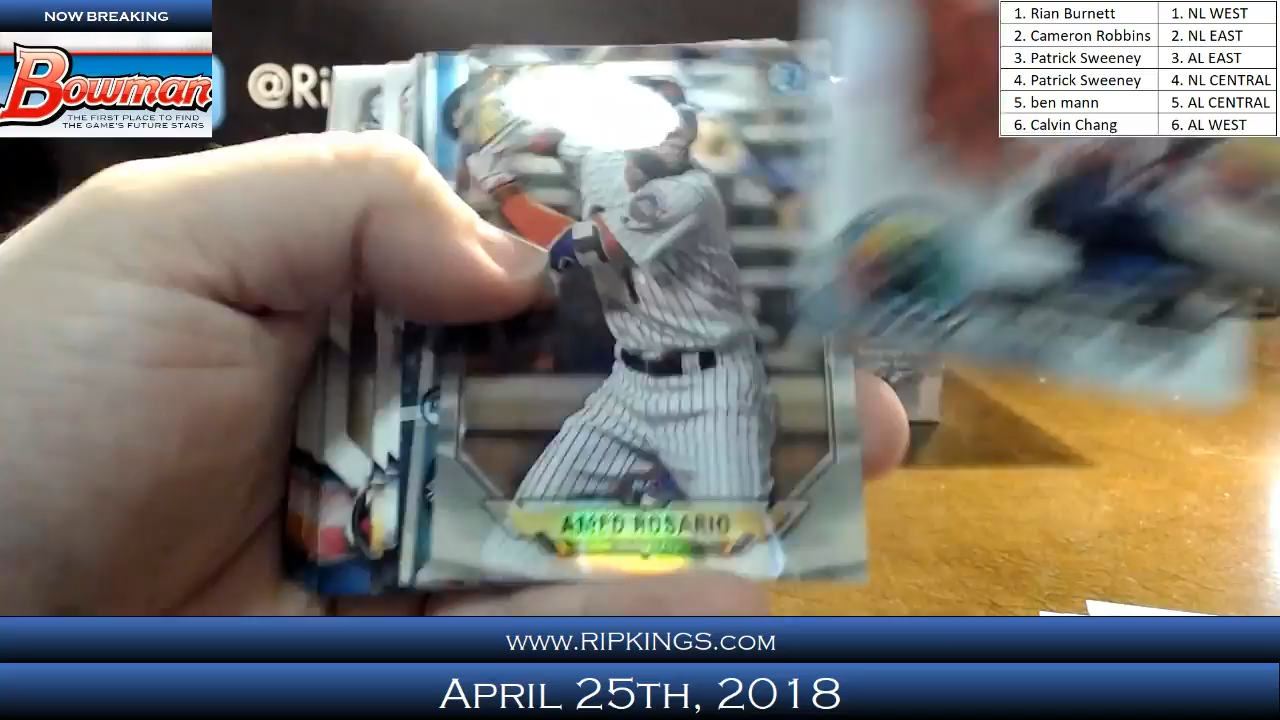 NOW BREAKING
Bowman
THE FIRST PLACE TO FIND
THE GAME'S FUTURE STARS
@Ri
1. Rian Burnett 1. NL WEST
2. Cameron Robbins 2. NL EAST
3. Patrick Sweeney 3. AL EAST
4. Patrick Sweeney 4. NL CENTRAL
5. ben mann 5. AL CENTRAL
6. Calvin Chang 6. AL WEST
AMED ROSARIO
WWW.RIPKINGS.COM
APRIL 25TH, 2018